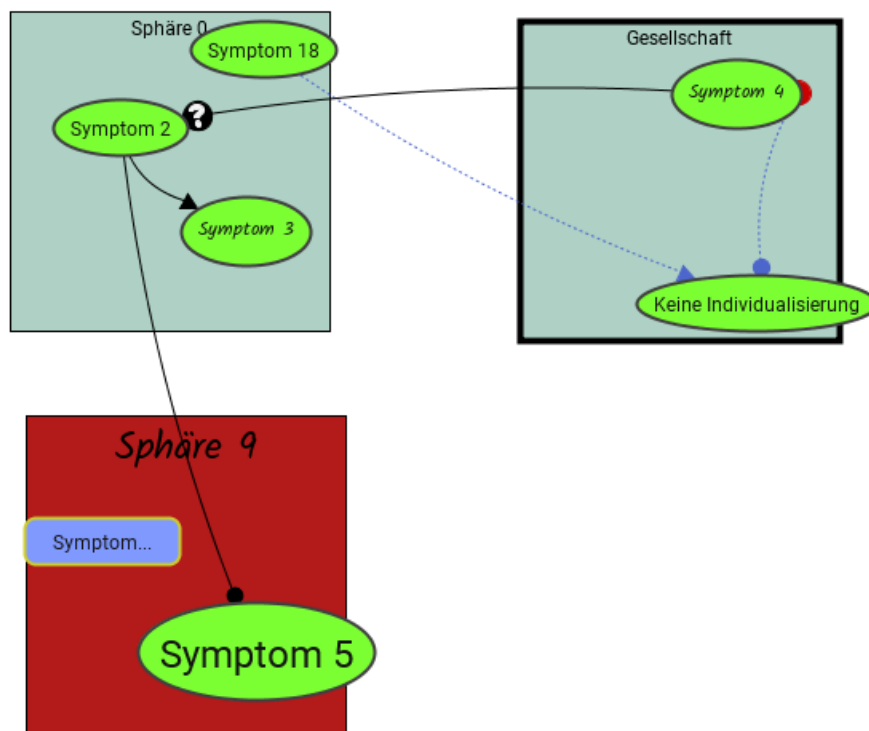 Sphäre 0
Symptom 18
Gesellschaft
Symptom 2
?
Symptom 4
Symptom 3
Keine Individualisierung
Sphäre 9
Symptom...
Symptom 5